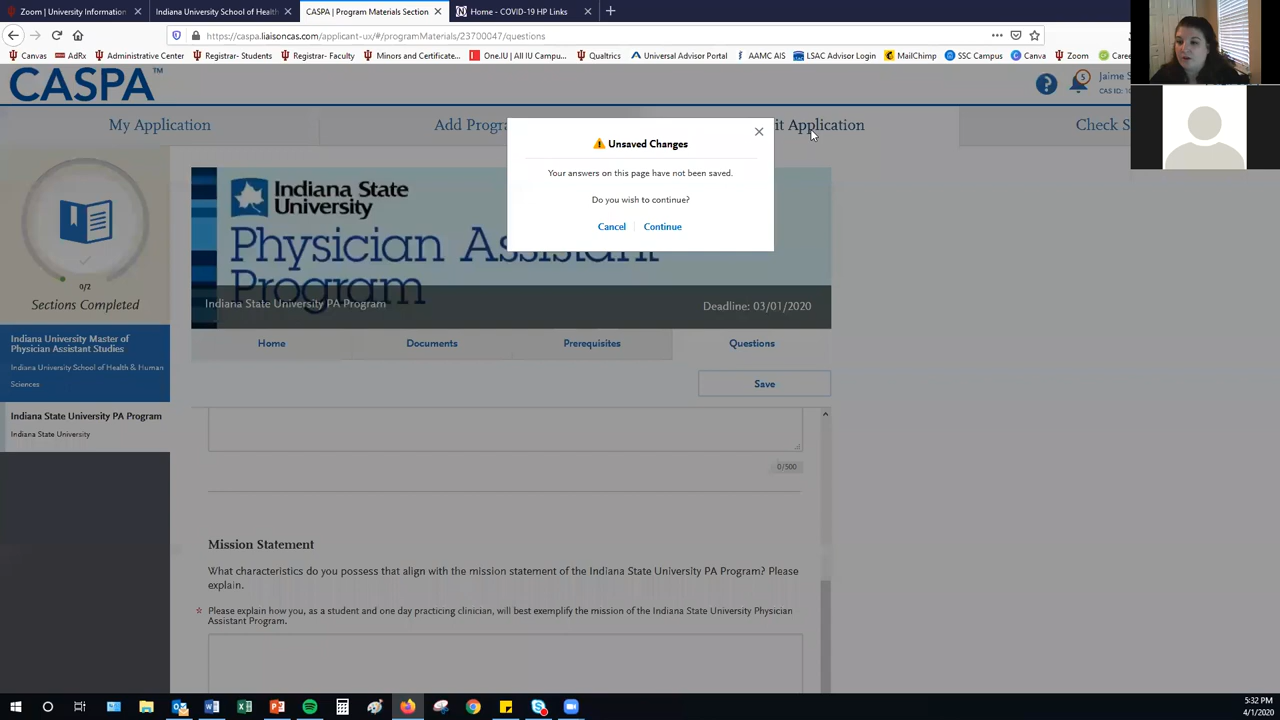 Zoom | University Information
Indiana University School of Health
CASPA | Program Materials Section
Home - COVID-19 HP Links
https://caspa.liaisoncas.com/applicant-ux/#/programMaterials/23700047/questions
Canvas
AdRx
Administrative Center
Registrar- Students
Registrar- Faculty
Minors and Certificate...
One.IU | All IU Campu...
Qualtrics
Universal Advisor Portal
AAMC AIS
LSAC Advisor Login
MailChimp
SSC Campus
Canva
Zoom
CASPA™
5
Jaime S
CAS ID: 10
My Application
Add Progra
it Application
Check S
⚠ Unsaved Changes
Your answers on this page have not been saved.
Do you wish to continue?
Cancel
Continue
0/2
Sections Completed
Indiana University Master of
Physician Assistant Studies
Indiana University School of Health & Human
Sciences
Indiana State University PA Program
Indiana State University
Indiana State
University
Physician Assistant
Program
Indiana State University PA Program
Deadline: 03/01/2020
Home
Documents
Prerequisites
Questions
Save
0/500
Mission Statement
What characteristics do you possess that align with the mission statement of the Indiana State University PA Program? Please
explain.
* Please explain how you, as a student and one day practicing clinician, will best exemplify the mission of the Indiana State University Physician
Assistant Program.
5:32 PM
4/1/2020